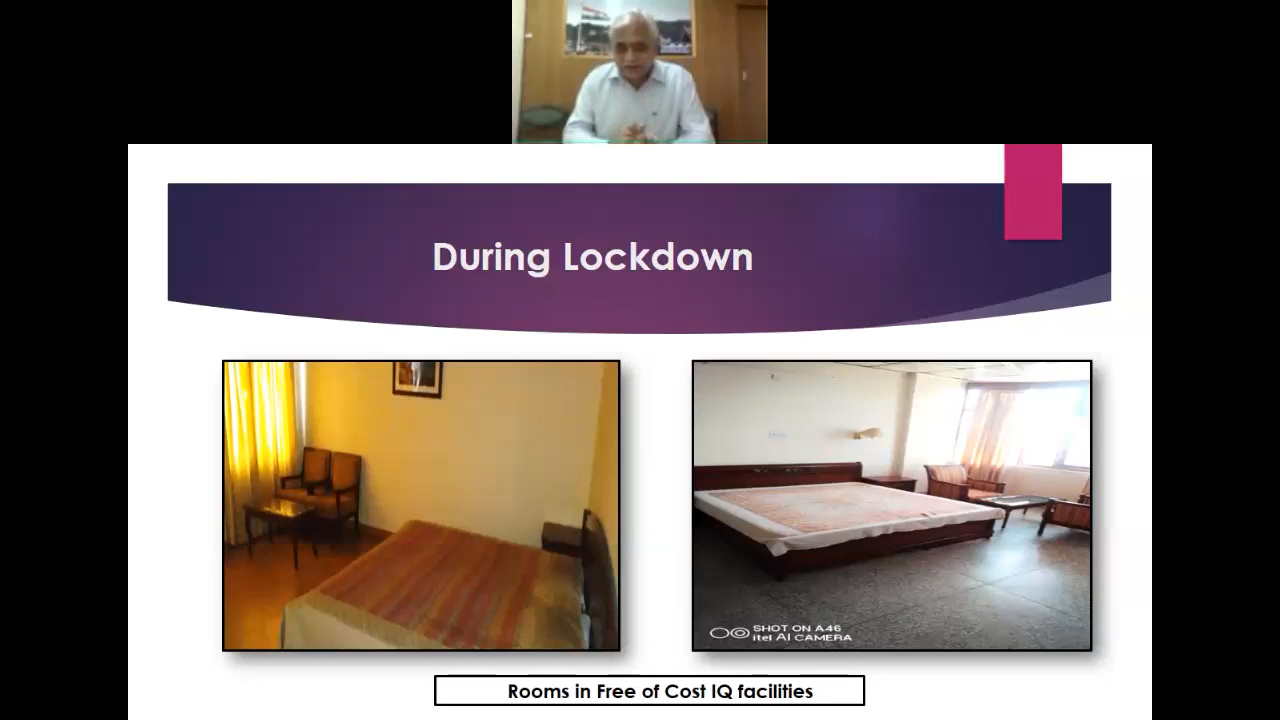 During Lockdown
SHOT ON A46
itel AI CAMERA
Rooms in Free of Cost IQ facilities